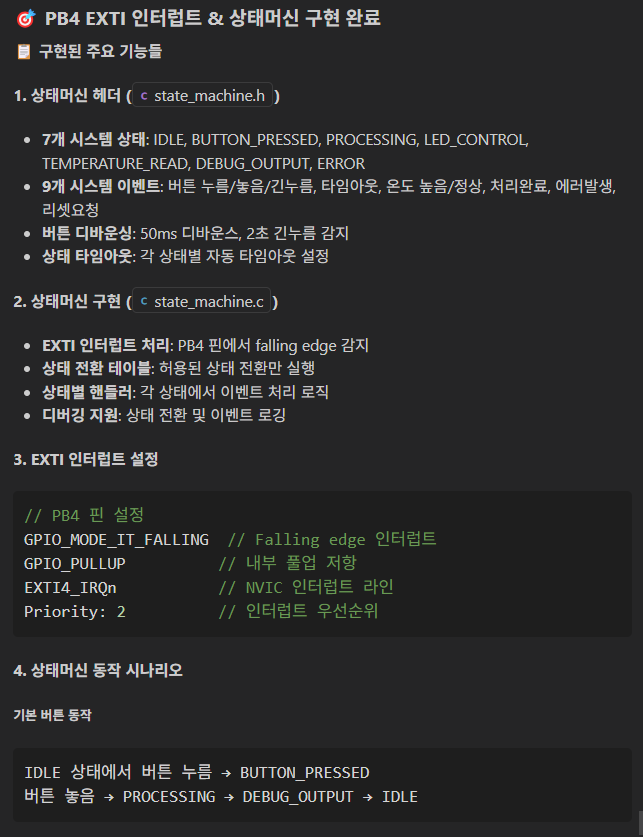 🎯 PB4 EXTI 인터럽트 & 상태머신 구현 완료
📋 구현된 주요 기능들
1. 상태머신 헤더 ( C state_machine.h )
• 7개 시스템 상태: IDLE, BUTTON_PRESSED, PROCESSING, LED_CONTROL,
TEMPERATURE_READ, DEBUG_OUTPUT, ERROR
• 9개 시스템 이벤트: 버튼 누름/놓음/긴누름, 타임아웃, 온도 높음/정상, 처리완료, 에러발생,
리셋요청
• 버튼 디바운싱: 50ms 디바운스, 2초 긴누름 감지
• 상태 타임아웃: 각 상태별 자동 타임아웃 설정
2. 상태머신 구현 ( C state_machine.c )
• EXTI 인터럽트 처리: PB4 핀에서 falling edge 감지
• 상태 전환 테이블: 허용된 상태 전환만 실행
• 상태별 핸들러: 각 상태에서 이벤트 처리 로직
• 디버깅 지원: 상태 전환 및 이벤트 로깅
3. EXTI 인터럽트 설정
// PB4 핀 설정
GPIO_MODE_IT_FALLING // Falling edge 인터럽트
GPIO_PULLUP // 내부 풀업 저항
EXTI4_IRQn // NVIC 인터럽트 라인
Priority: 2 // 인터럽트 우선순위
4. 상태머신 동작 시나리오
기본 버튼 동작
IDLE 상태에서 버튼 누름 → BUTTON_PRESSED
버튼 놓음 → PROCESSING → DEBUG_OUTPUT → IDLE